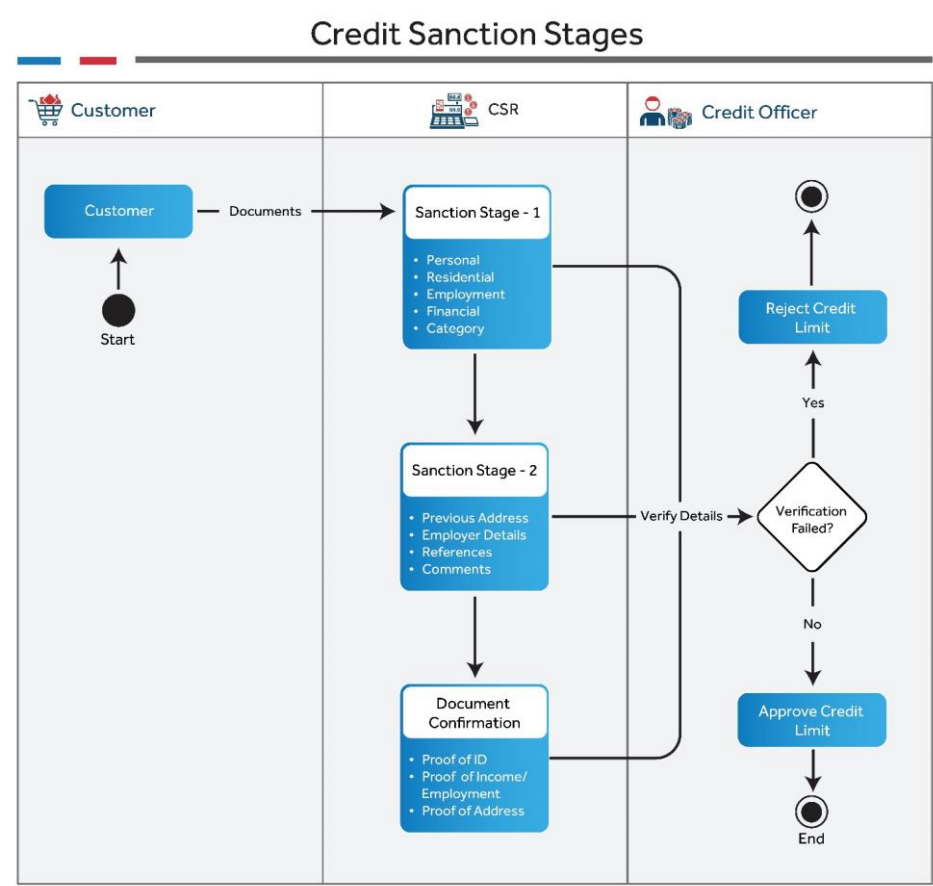 Credit Sanction Stages
Customer
CSR
Credit Officer
Customer
Documents
Start
Sanction Stage - 1
• Personal
• Residential
• Employment
• Financial
• Category
Sanction Stage - 2
• Previous Address
• Employer Details
• References
• Comments
Document
Confirmation
• Proof of ID
• Proof of Income/
Employment
• Proof of Address
Verify Details
Verification
Failed?
Yes
Reject Credit
Limit
No
Approve Credit
Limit
End